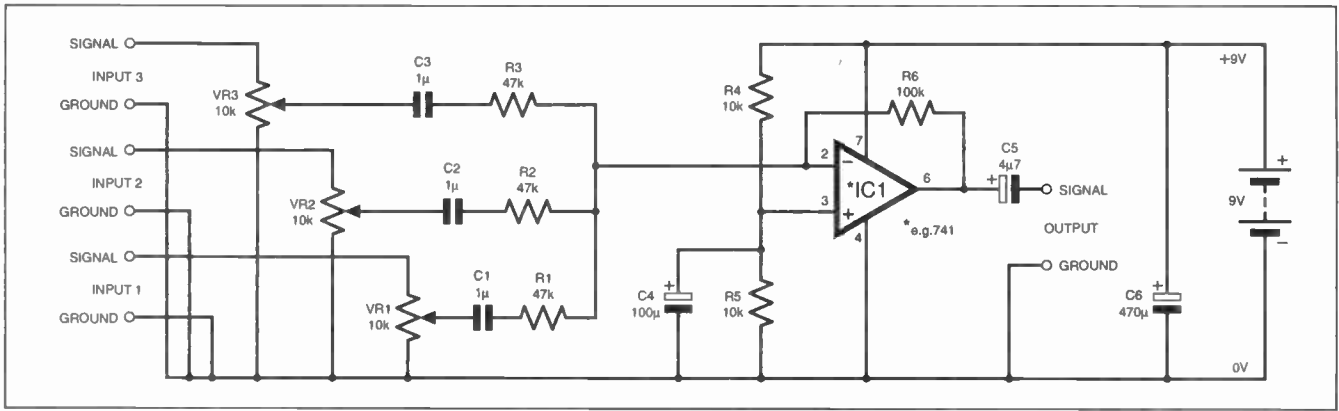 SIGNAL
INPUT 3
GROUND
VR3
10k
C3
1µ
R3
47k
SIGNAL
INPUT 2
GROUND
VR2
10k
C2
1µ
R2
47k
SIGNAL
INPUT 1
GROUND
VR1
10k
C1
1µ
R1
47k
R4
10k
R6
100k
2
7
−
*IC1
3
+
4
6
*e.g.741
C5
4µ7
+
SIGNAL
OUTPUT
GROUND
C4
100µ
+
R5
10k
C6
470µ
+
+9V
+
9V
−
0V